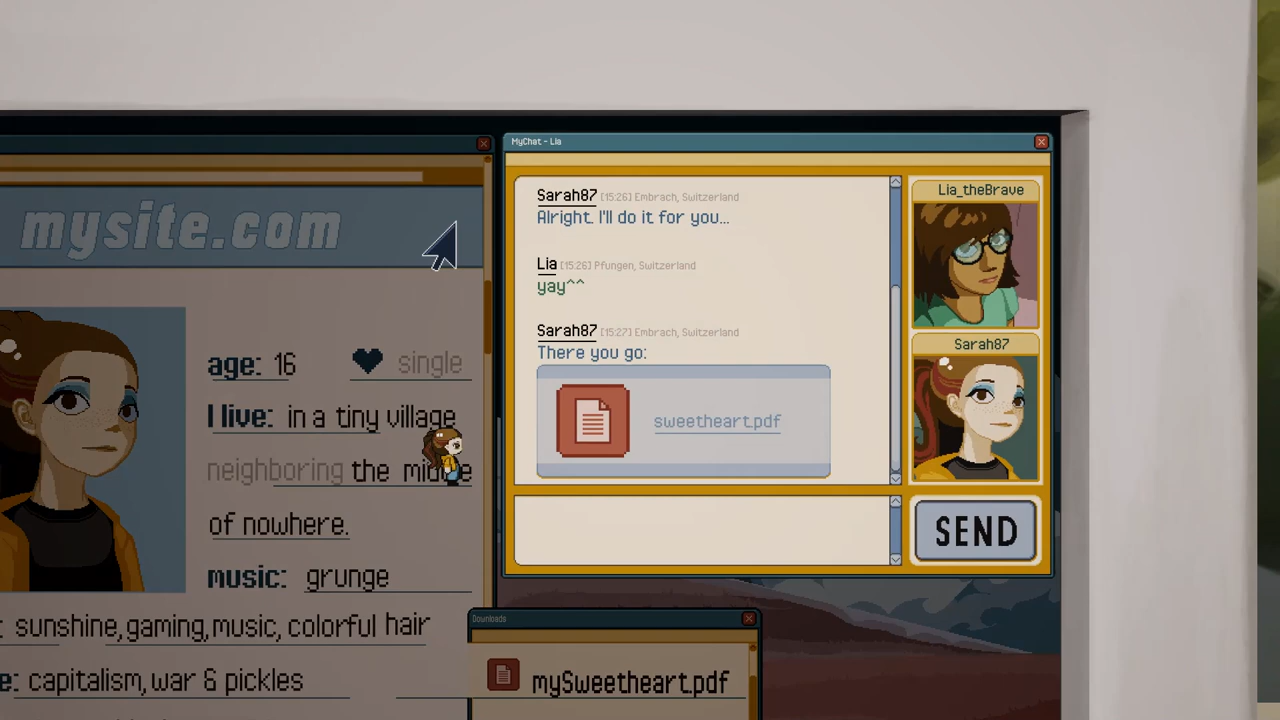 MyChat - Lia
mysite.com
age: 16
single
I live: in a tiny village
neighboring the middle
of nowhere.
music: grunge
: sunshine, gaming, music, colorful hair
e: capitalism, war & pickles
Sarah87 [15:26] Embrach, Switzerland
Alright. I'll do it for you...
Lia [15:26] Pfungen, Switzerland
yay^^
Sarah87 [15:27] Embrach, Switzerland
There you go:
sweetheart.pdf
Lia_theBrave
Sarah87
SEND
Downloads
mySweetheart.pdf